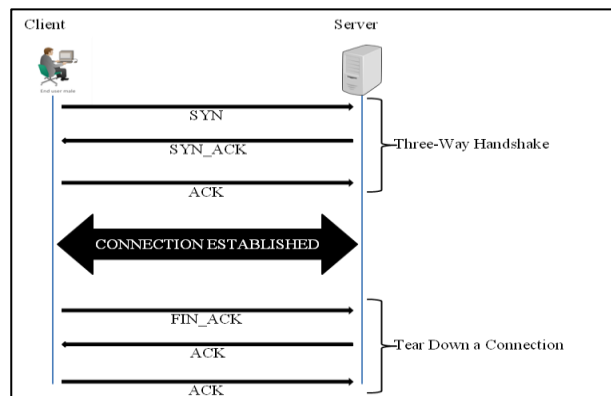 Client
Server
End user male
SYN
SYN_ACK
Three-Way Handshake
ACK
CONNECTION ESTABLISHED
FIN_ACK
ACK
Tear Down a Connection
ACK